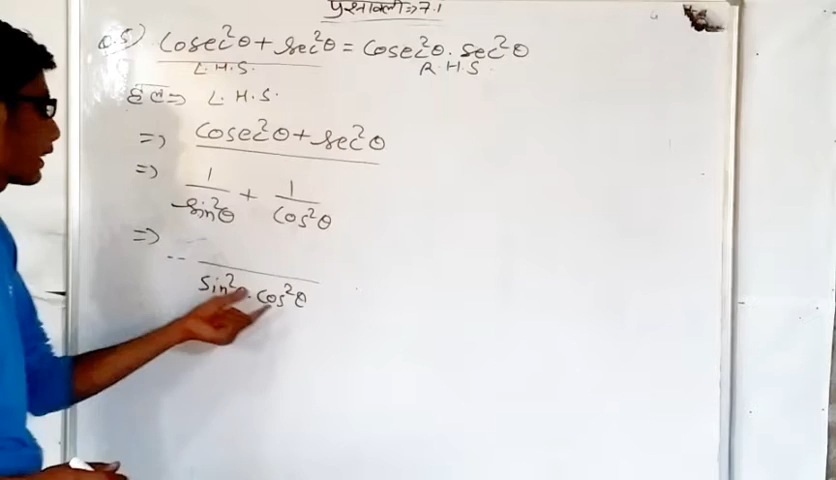 प्रश्नावली⇒7.1
Q.5) Cosec²θ + sec²θ = Cosec²θ. sec²θ
L.H.S. R.H.S.
हल⇒ L.H.S.
⇒ Cosec²θ + sec²θ
⇒ 1/sin²θ + 1/Cos²θ
⇒ --
sin²θ. Cos²θ